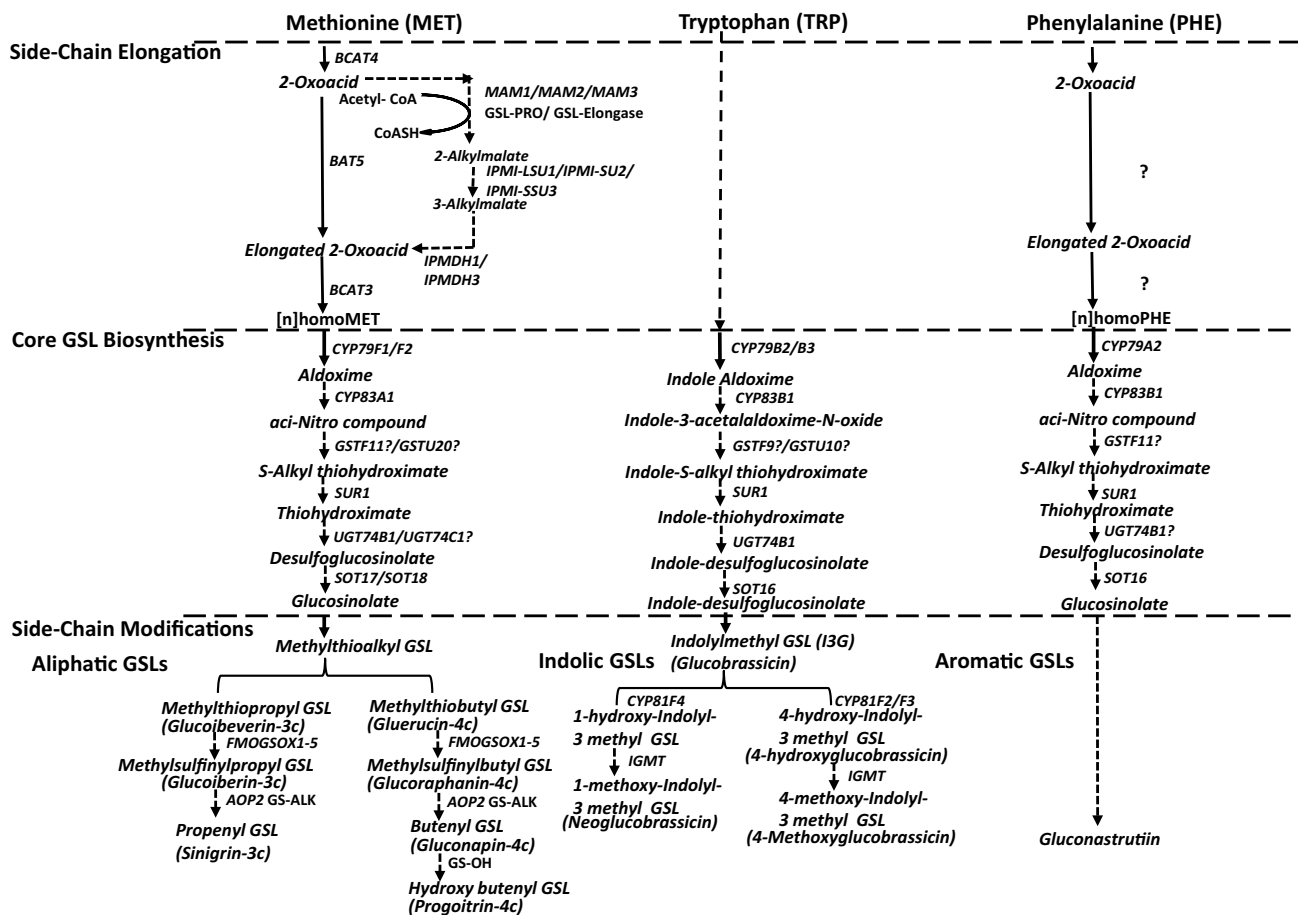 Methionine (MET)
Tryptophan (TRP)
Phenylalanine (PHE)
Side-Chain Elongation
BCAT4
2-Oxoacid
Acetyl- CoA
CoASH
MAM1/MAM2/MAM3
GSL-PRO/ GSL-Elongase
2-Alkylmalate
IPMI-LSU1/IPMI-SU2/
IPMI-SSU3
3-Alkylmalate
BAT5
Elongated 2-Oxoacid
IPMDH1/
IPMDH3
BCAT3
[n]homoMET
2-Oxoacid
?
Elongated 2-Oxoacid
?
[n]homoPHE
Core GSL Biosynthesis
CYP79F1/F2
Aldoxime
CYP83A1
aci-Nitro compound
GSTF11?/GSTU20?
S-Alkyl thiohydroximate
SUR1
Thiohydroximate
UGT74B1/UGT74C1?
Desulfoglucosinolate
SOT17/SOT18
Glucosinolate
CYP79B2/B3
Indole Aldoxime
CYP83B1
Indole-3-acetalaldoxime-N-oxide
GSTF9?/GSTU10?
Indole-S-alkyl thiohydroximate
SUR1
Indole-thiohydroximate
UGT74B1
Indole-desulfoglucosinolate
SOT16
Indole-desulfoglucosinolate
CYP79A2
Aldoxime
CYP83B1
aci-Nitro compound
GSTF11?
S-Alkyl thiohydroximate
SUR1
Thiohydroximate
UGT74B1?
Desulfoglucosinolate
SOT16
Glucosinolate
Side-Chain Modifications
Aliphatic GSLs
Methylthioalkyl GSL
Methylthiopropyl GSL
(Glucoibeverin-3c)
FMOGSOX1-5
Methylsulfinylpropyl GSL
(Glucoiberin-3c)
AOP2 GS-ALK
Propenyl GSL
(Sinigrin-3c)
Methylthiobutyl GSL
(Gluerucin-4c)
FMOGSOX1-5
Methylsulfinylbutyl GSL
(Glucoraphanin-4c)
AOP2 GS-ALK
Butenyl GSL
(Gluconapin-4c)
GS-OH
Hydroxy butenyl GSL
(Progoitrin-4c)
Indolic GSLs
Indolylmethyl GSL (I3G)
(Glucobrassicin)
CYP81F4
1-hydroxy-Indolyl-
3 methyl GSL
IGMT
1-methoxy-Indolyl-
3 methyl GSL
(Neoglucobrassicin)
CYP81F2/F3
4-hydroxy-Indolyl-
3 methyl GSL
(4-hydroxyglucobrassicin)
IGMT
4-methoxy-Indolyl-
3 methyl GSL
(4-Methoxyglucobrassicin)
Aromatic GSLs
Gluconastrutiin